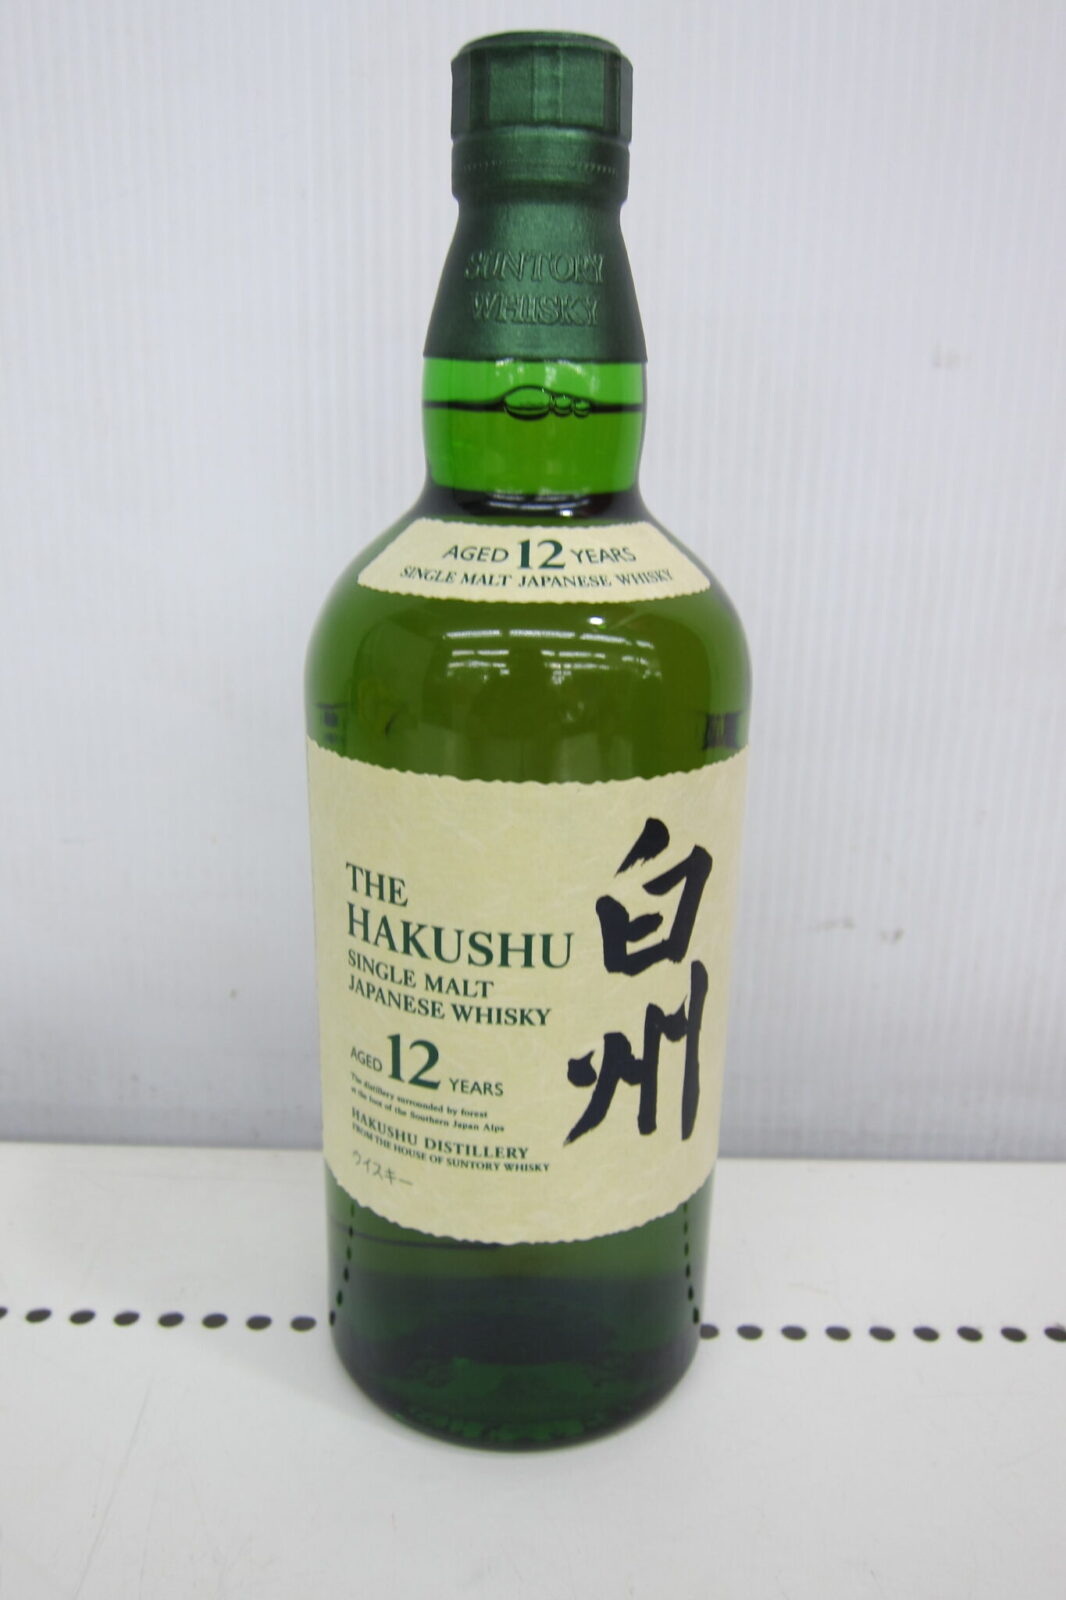 SUNTORY
WHISKY
AGED 12 YEARS
SINGLE MALT JAPANESE WHISKY
THE
HAKUSHU
SINGLE MALT
JAPANESE WHISKY
AGED 12 YEARS
The distillery surrounded by forest
at the foot of the Southern Japan Alps
HAKUSHU DISTILLERY
FROM THE HOUSE OF SUNTORY WHISKY
ウイスキー
白州